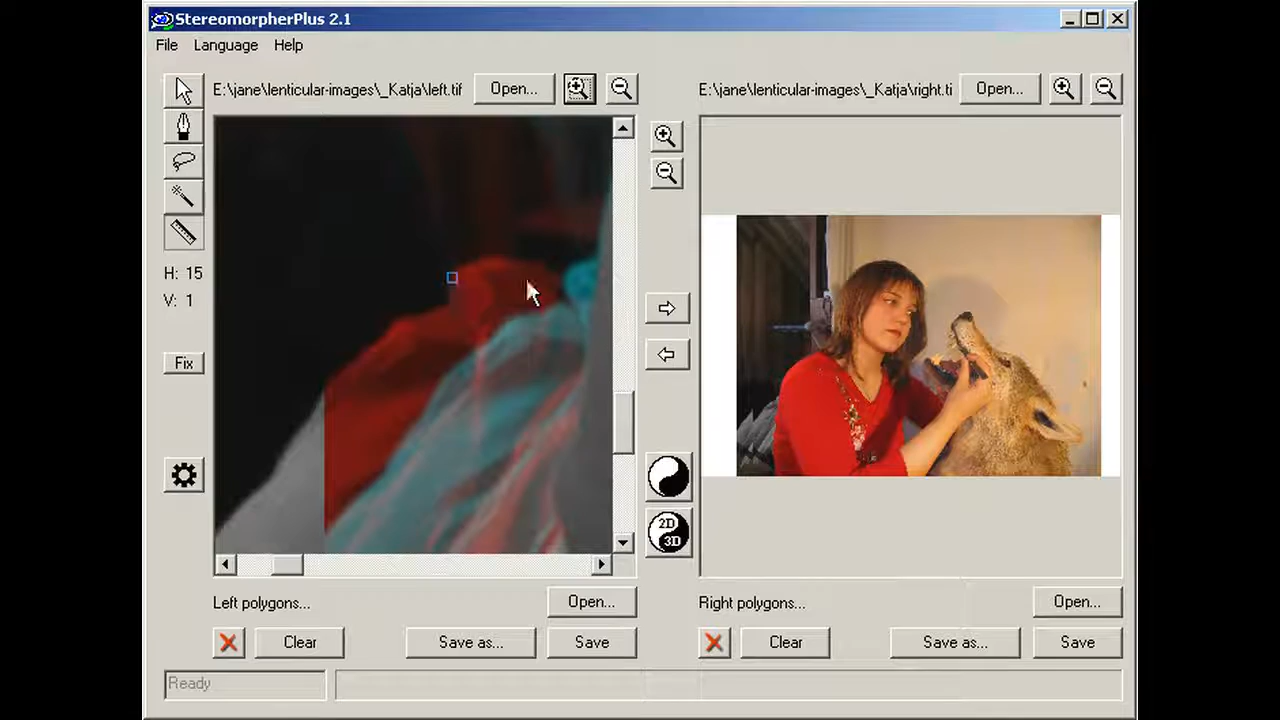 StereomorpherPlus 2.1
File Language Help
E:\jane\lenticular-images\_Katja\left.tif Open... E:\jane\lenticular-images\_Katja\right.ti Open...
H: 15
V: 1
Fix
2D
3D
Left polygons... Open... Right polygons... Open...
Clear Save as... Save Clear Save as... Save
Ready